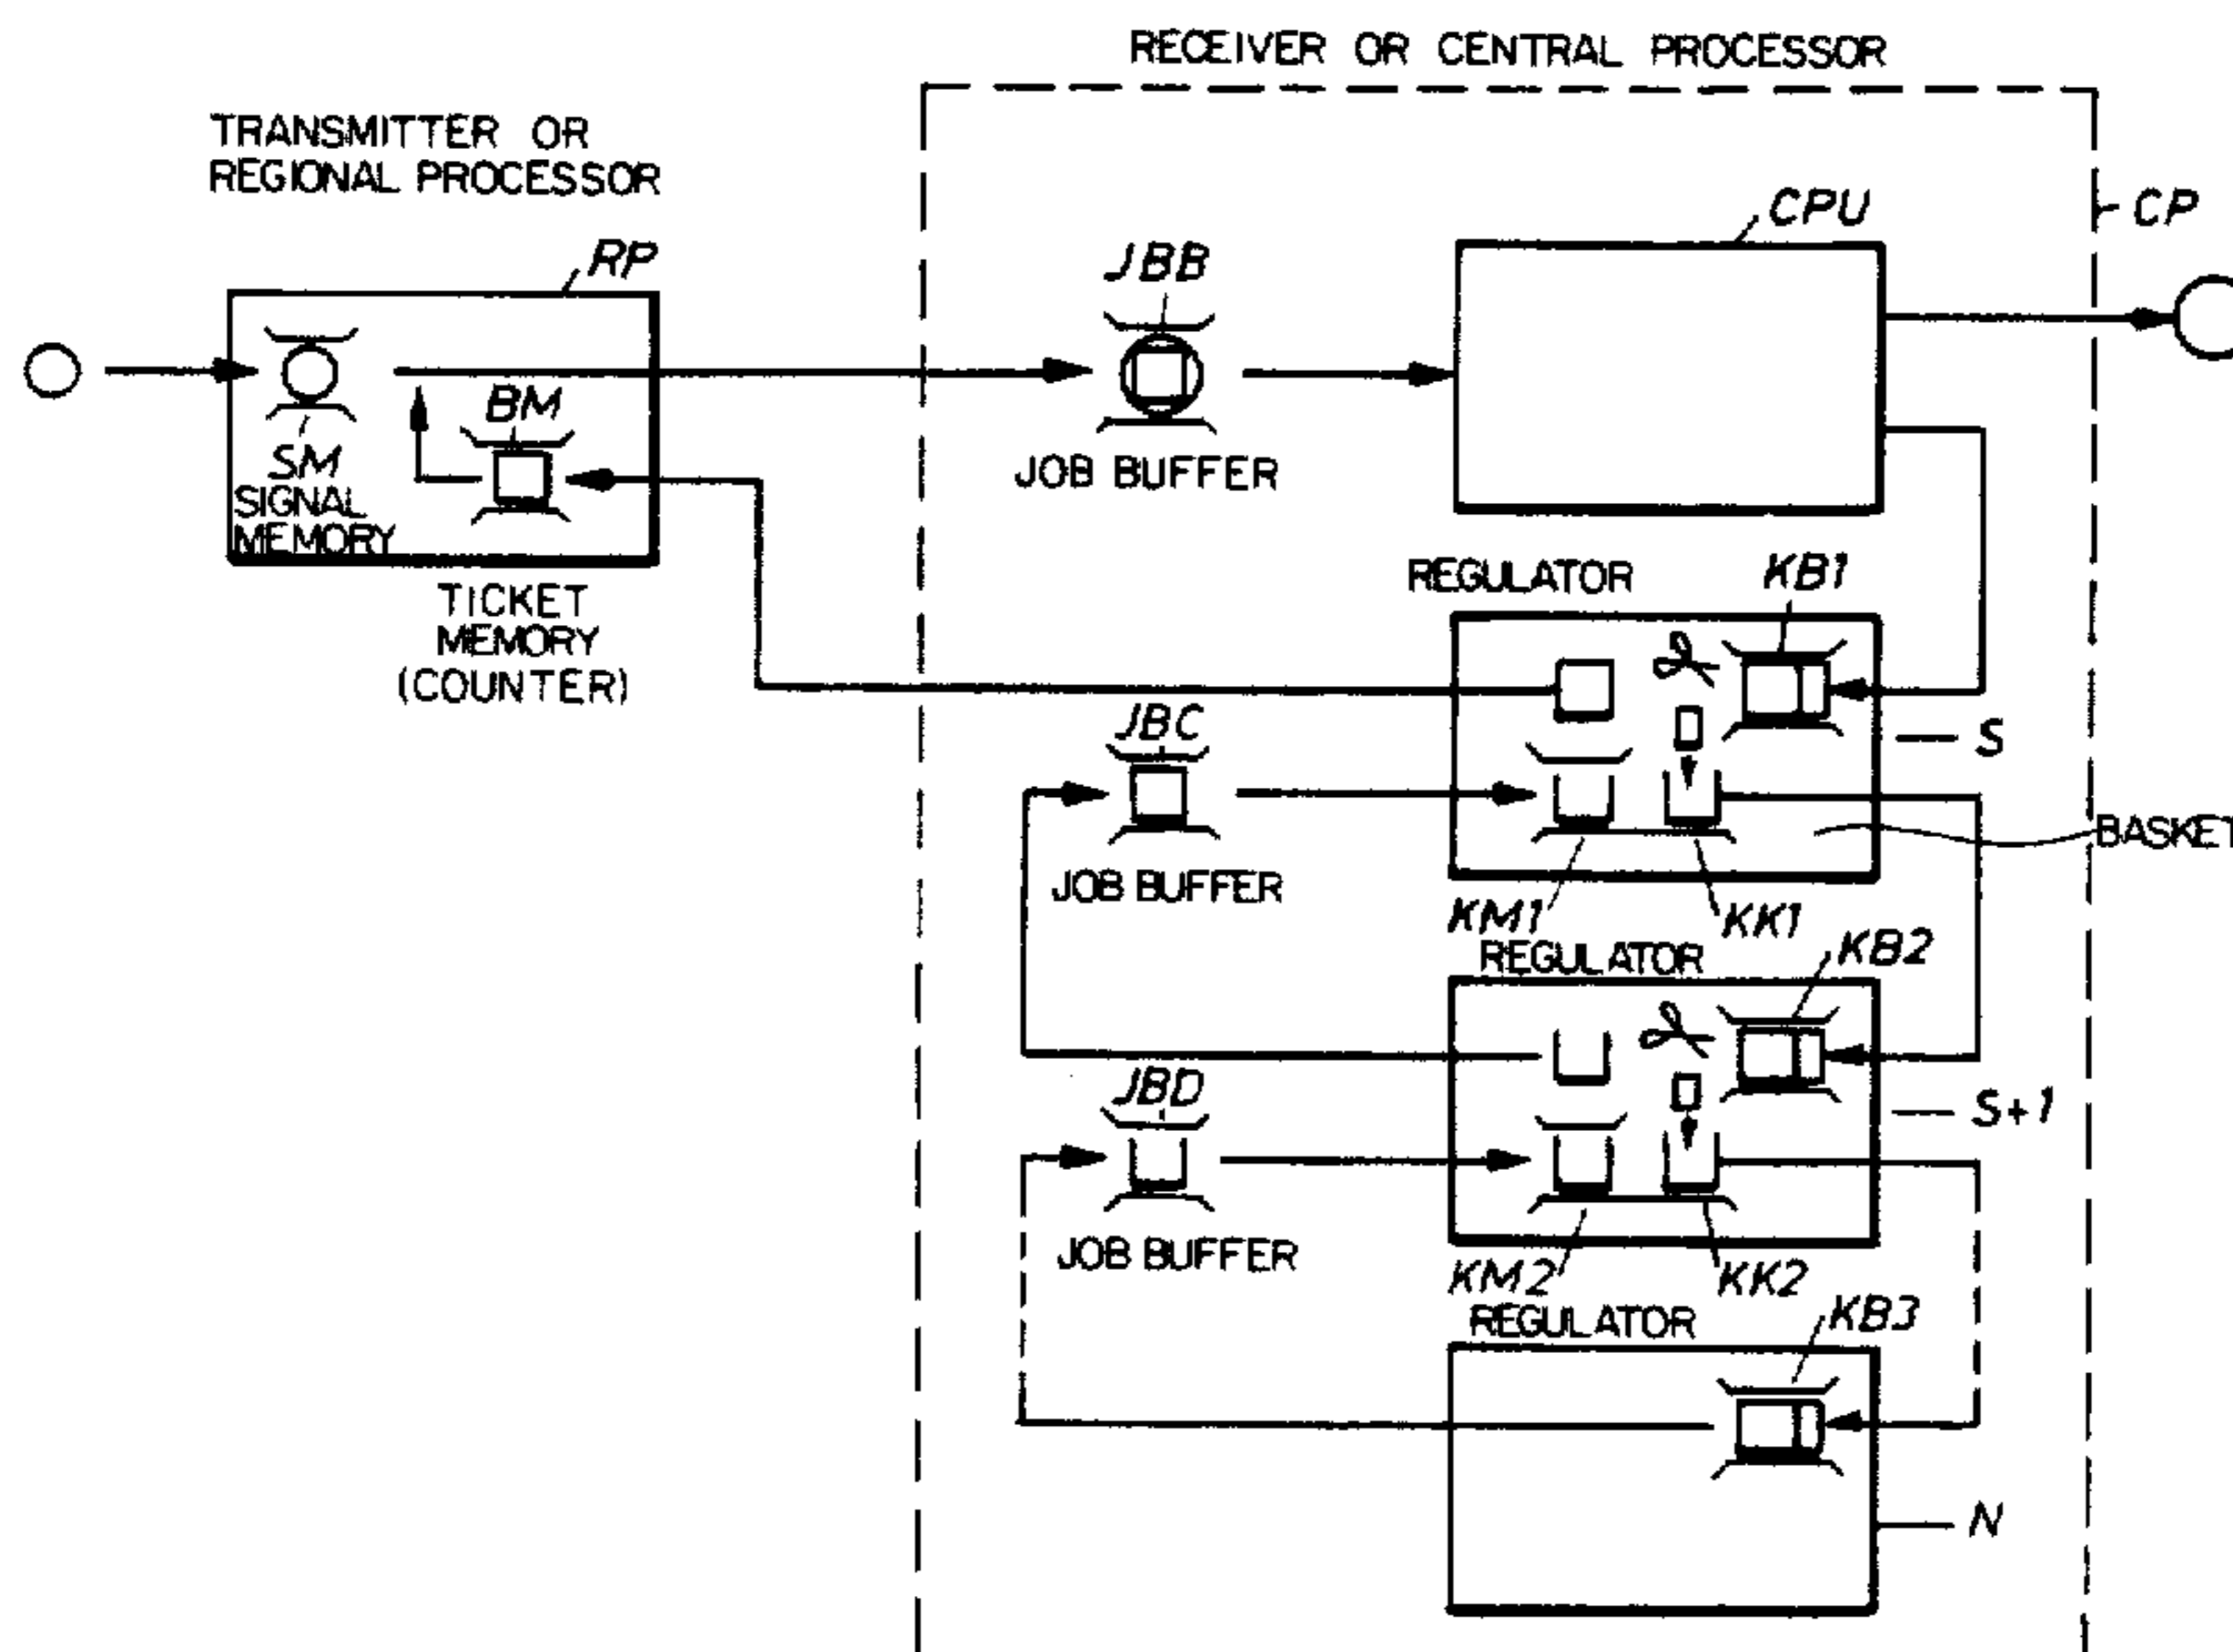 RECEIVER OR CENTRAL PROCESSOR
TRANSMITTER OR
REGIONAL PROCESSOR
RP
JBB
CPU
CP
BM
SM
SIGNAL
MEMORY
JOB BUFFER
TICKET
MEMORY
(COUNTER)
REGULATOR
KB1
JBC
S
BASKET
JOB BUFFER
KM1
KK1
REGULATOR
KB2
JBD
S+1
JOB BUFFER
KM2
KK2
REGULATOR
KB3
N